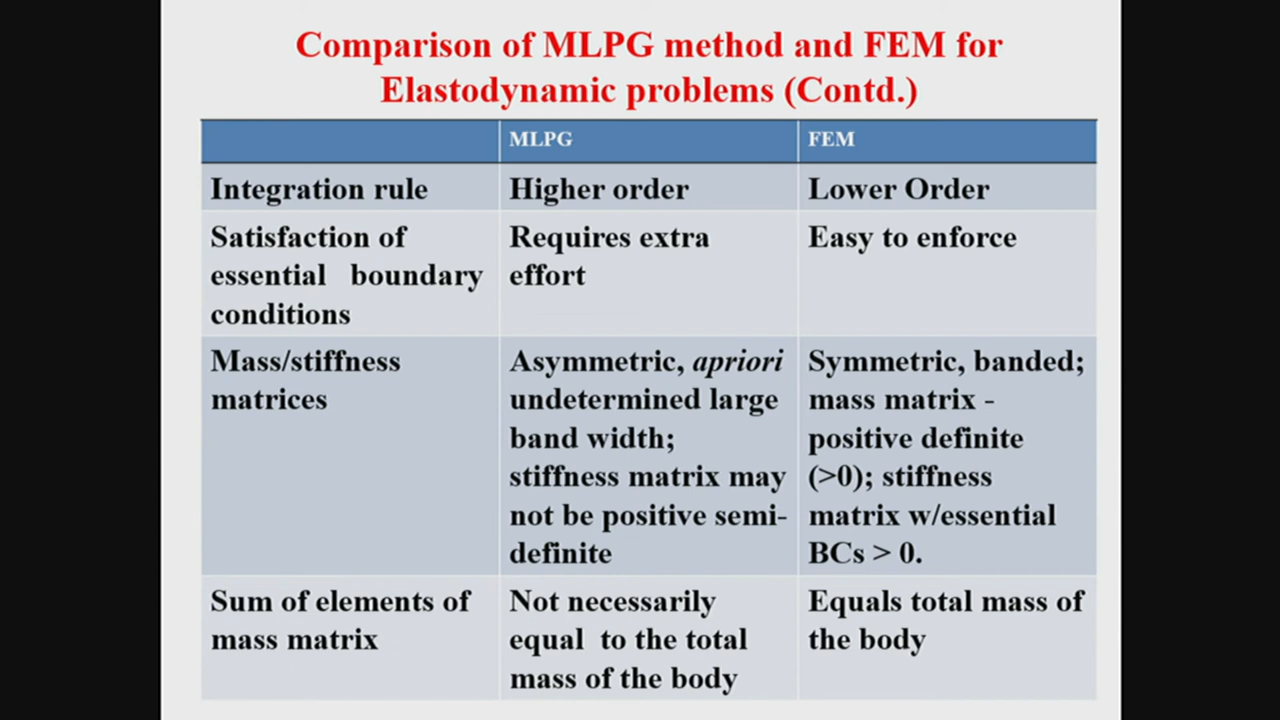 Comparison of MLPG method and FEM for
Elastodynamic problems (Contd.)
MLPG FEM
Integration rule
Higher order
Lower Order
Satisfaction of
essential boundary
conditions
Requires extra
effort
Easy to enforce
Mass/stiffness
matrices
Asymmetric, apriori
undetermined large
band width;
stiffness matrix may
not be positive semi-
definite
Symmetric, banded;
mass matrix -
positive definite
(>0); stiffness
matrix w/essential
BCs > 0.
Sum of elements of
mass matrix
Not necessarily
equal to the total
mass of the body
Equals total mass of
the body